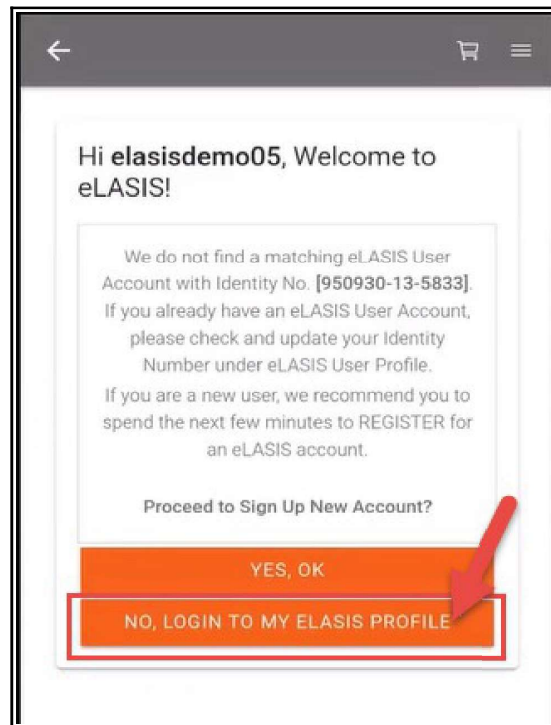 Hi elasisdemo05, Welcome to
eLASIS!
We do not find a matching eLASIS User
Account with Identity No. [950930-13-5833].
If you already have an eLASIS User Account,
please check and update your Identity
Number under eLASIS User Profile.
If you are a new user, we recommend you to
spend the next few minutes to REGISTER for
an eLASIS account.
Proceed to Sign Up New Account?
YES, OK
NO, LOGIN TO MY ELASIS PROFILE